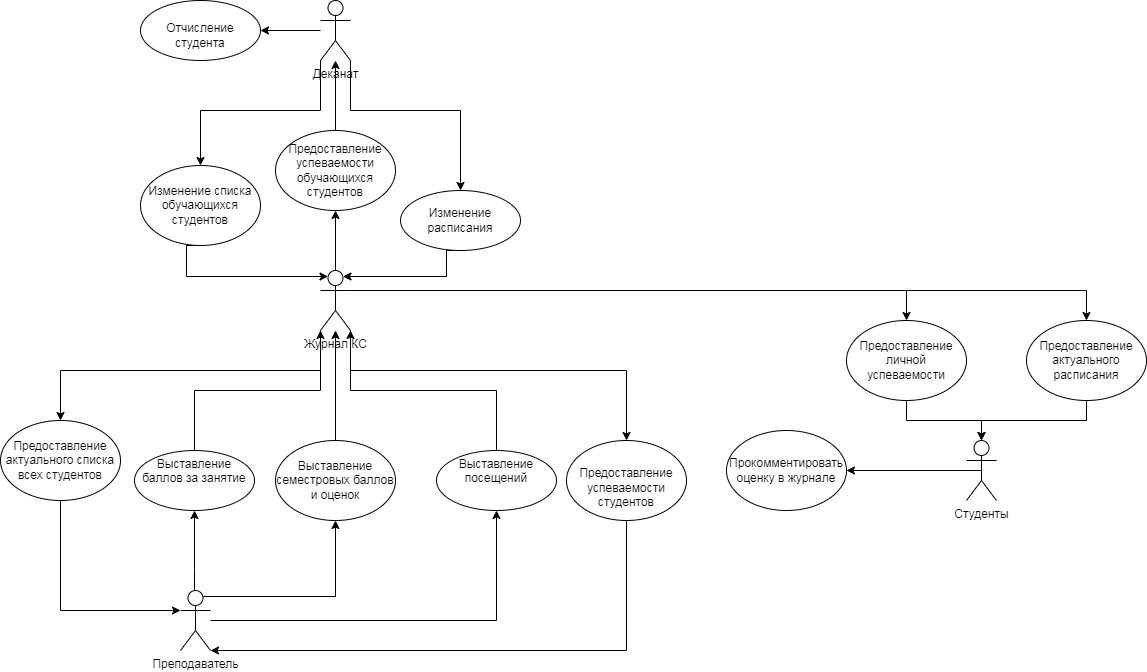 Отчисление
студента
Деканат
Предоставление
успеваемости
обучающихся
студентов
Изменение списка
обучающихся
студентов
Изменение
расписания
Журнал КС
Предоставление
личной
успеваемости
Предоставление
актуального
расписания
Предоставление
актуального списка
всех студентов
Выставление
баллов за занятие
Выставление
семестровых баллов
и оценок
Выставление
посещений
Предоставление
успеваемости
студентов
Прокомментировать
оценку в журнале
Студенты
Преподаватель